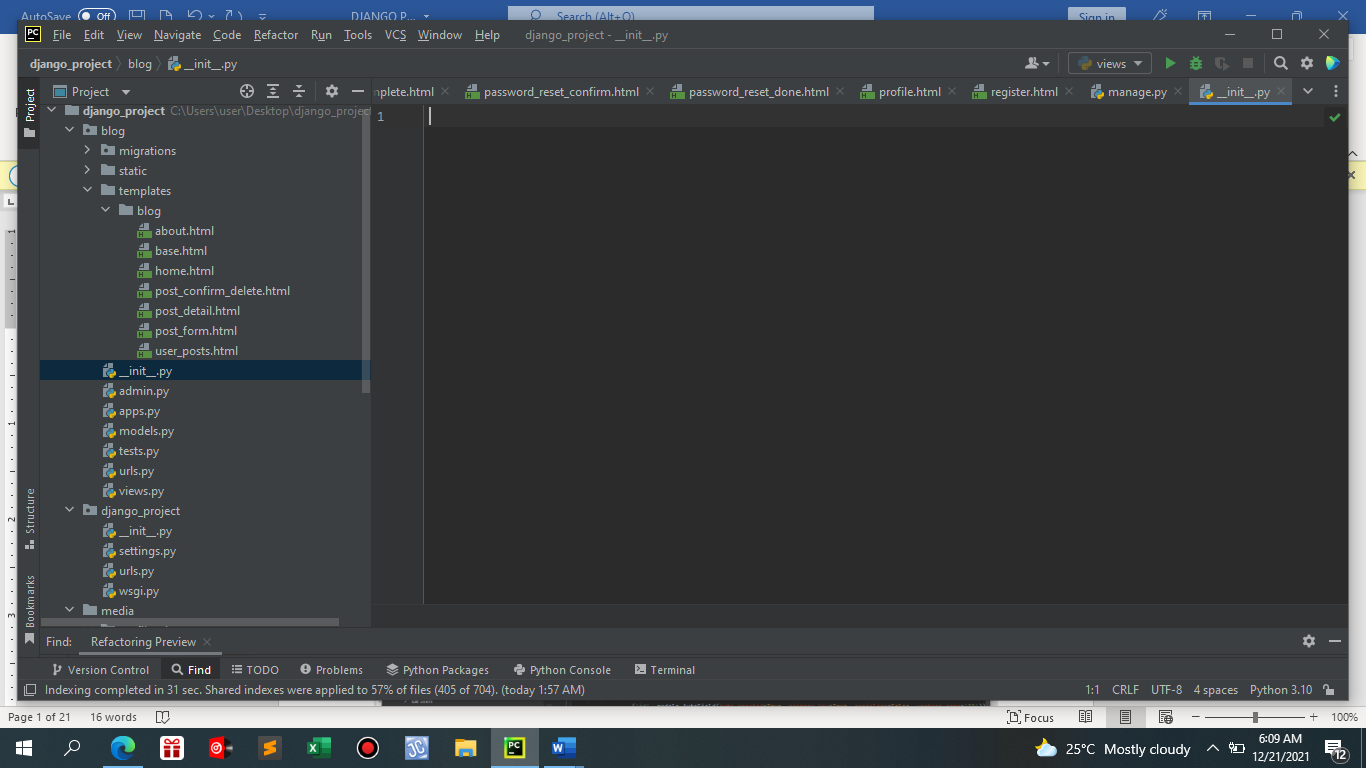 AutoSave Off DJANGO P... Search (Alt+Q) Sign in
PC File Edit View Navigate Code Refactor Run Tools VCS Window Help django_project - __init__.py
django_project blog __init__.py views
Project nplete.html password_reset_confirm.html password_reset_done.html profile.html register.html manage.py __init__.py
Project
django_project C:\Users\user\Desktop\django_project
1
blog
migrations
static
templates
blog
about.html
base.html
home.html
post_confirm_delete.html
post_detail.html
post_form.html
user_posts.html
__init__.py
admin.py
apps.py
models.py
tests.py
urls.py
views.py
django_project
__init__.py
settings.py
urls.py
wsgi.py
media
Structure
Bookmarks
Find: Refactoring Preview
Version Control Find TODO Problems Python Packages Python Console Terminal
Indexing completed in 31 sec. Shared indexes were applied to 57% of files (405 of 704). (today 1:57 AM) 1:1 CRLF UTF-8 4 spaces Python 3.10
Page 1 of 21 16 words Focus 100%
25°C Mostly cloudy 6:09 AM
12/21/2021 12